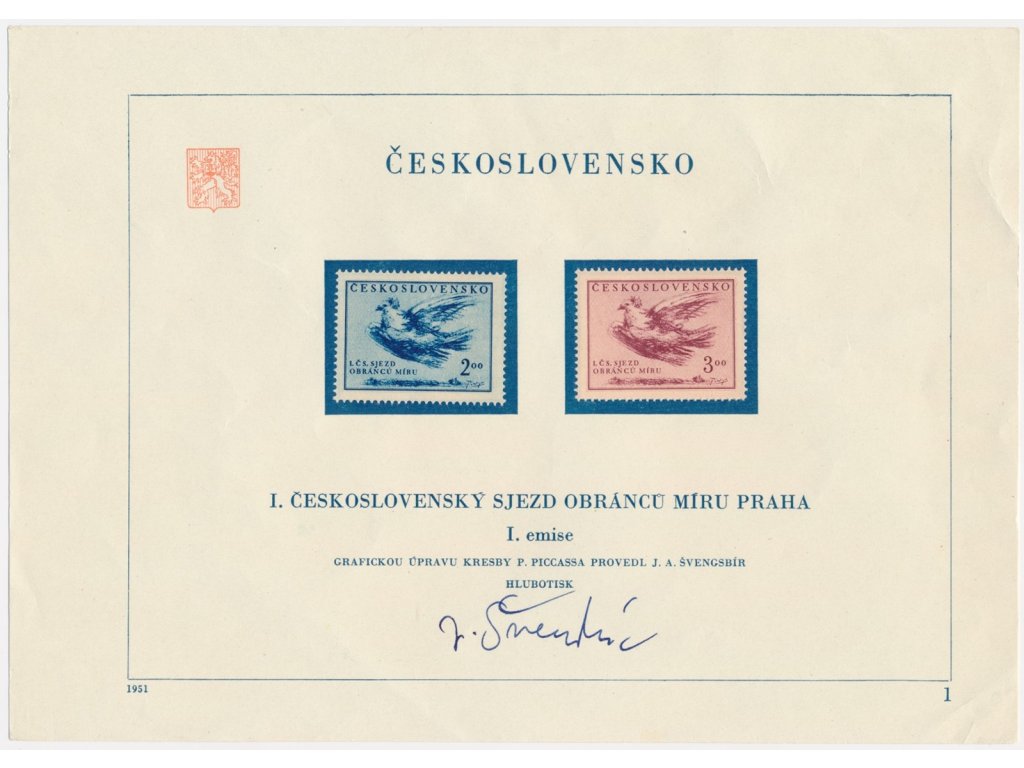 ČESKOSLOVENSKO
ČESKOSLOVENSKO
I. ČS. SJEZD
OBRÁNCŮ MÍRU
200
ČESKOSLOVENSKO
I. ČS. SJEZD
OBRÁNCŮ MÍRU
300
I. ČESKOSLOVENSKÝ SJEZD OBRÁNCŮ MÍRU PRAHA
I. emise
GRAFICKOU ÚPRAVU KRESBY P. PICCASSA PROVEDL J. A. ŠVENGSBÍR
HLUBOTISK
1951
1